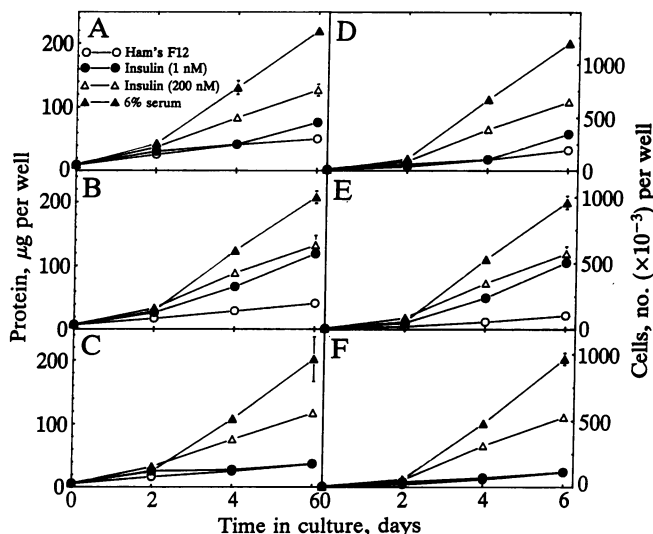 A
D
200
100
0
Ham's F12
Insulin (1 nM)
Insulin (200 nM)
6% serum
1000
500
0
B
E
200
100
0
1000
500
0
C
F
200
100
0
1000
500
0
0 2 4 6 0 2 4 6
Time in culture, days
Protein, μg per well
Cells, no. (×10⁻³) per well